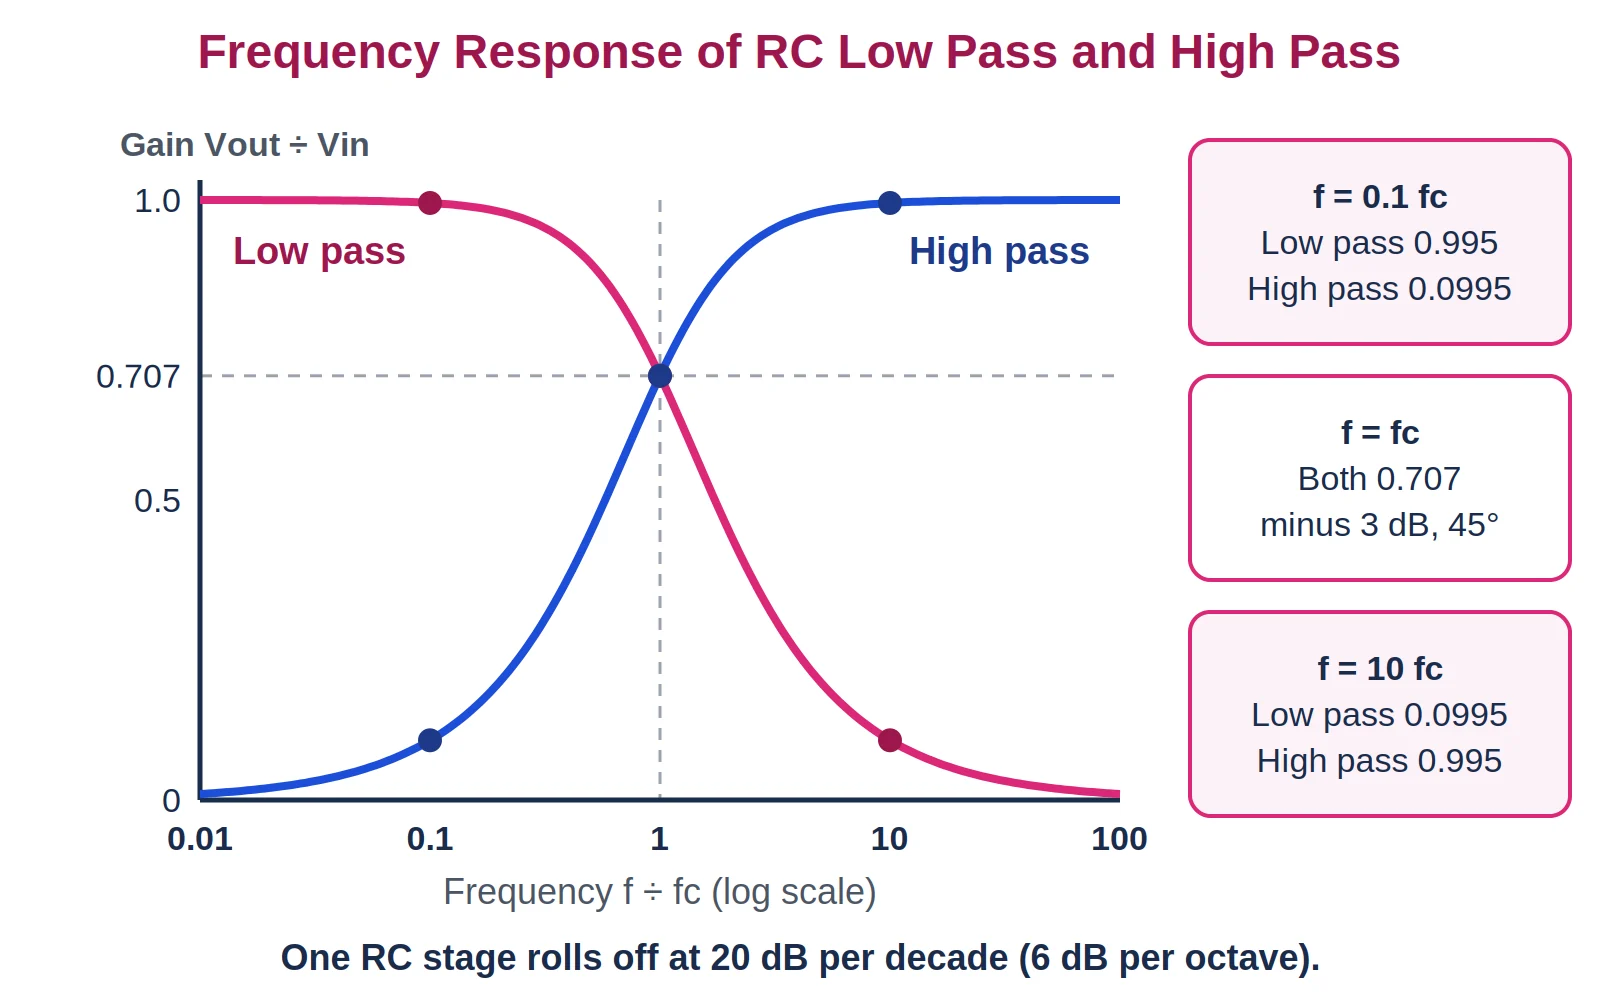 Frequency Response of RC Low Pass and High Pass
Gain Vout ÷ Vin
1.0
0.707
0.5
0
Low pass
High pass
0.01
0.1
1
10
100
Frequency f ÷ fc (log scale)
f = 0.1 fc
Low pass 0.995
High pass 0.0995
f = fc
Both 0.707
minus 3 dB, 45°
f = 10 fc
Low pass 0.0995
High pass 0.995
One RC stage rolls off at 20 dB per decade (6 dB per octave).